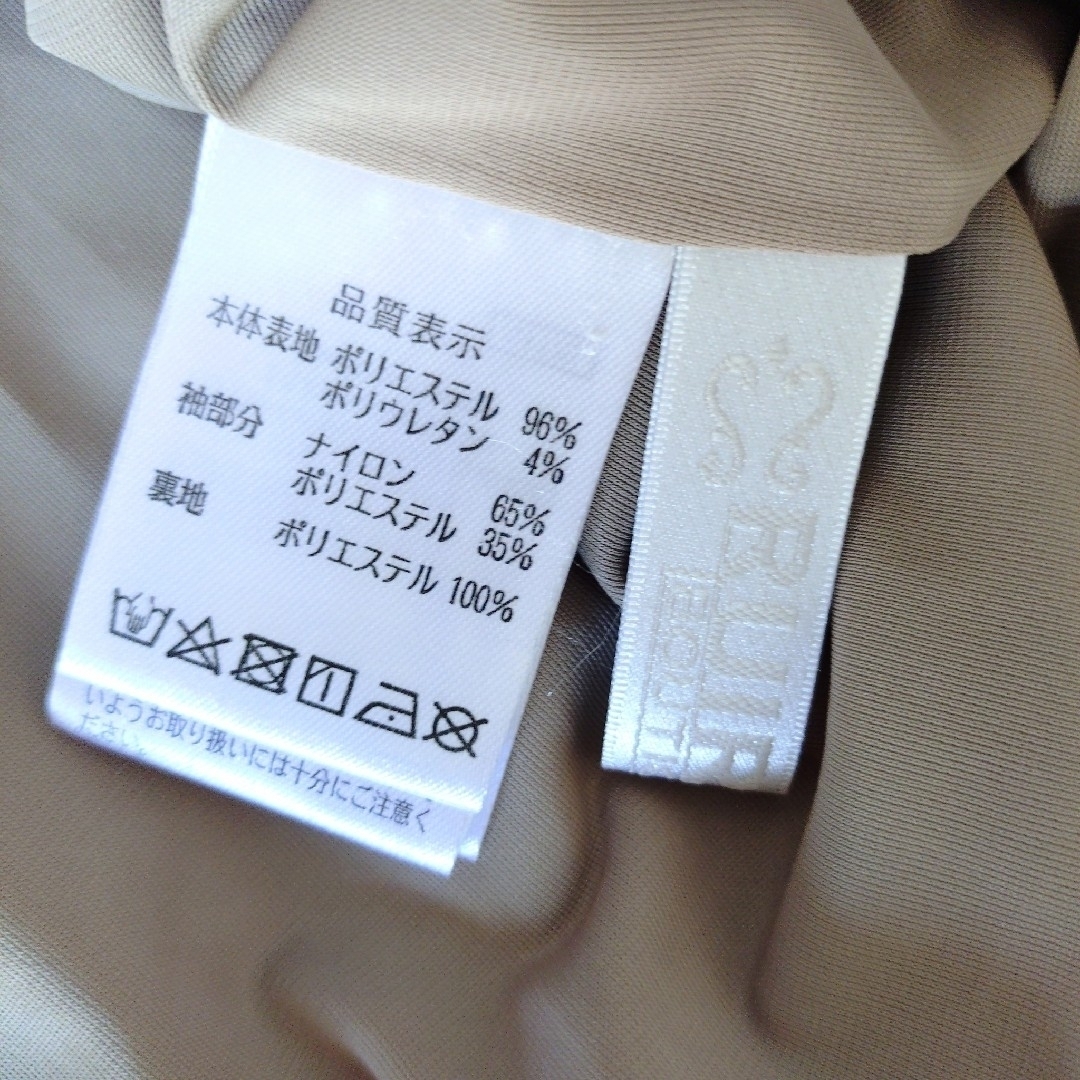 品質表示
本体表地 ポリエステル 96%
ポリウレタン 4%
袖部分 ナイロン 65%
ポリエステル 35%
裏地 ポリエステル 100%
いようお取り扱いには十分にご注意く
ださい。